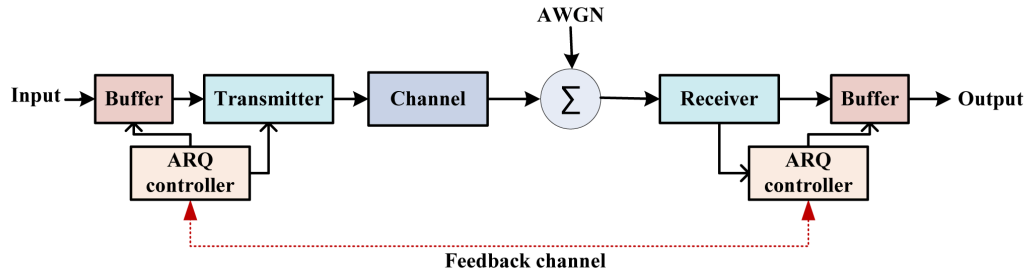 AWGN
Input
Buffer
Transmitter
Channel
Σ
Receiver
Buffer
Output
ARQ
controller
ARQ
controller
Feedback channel